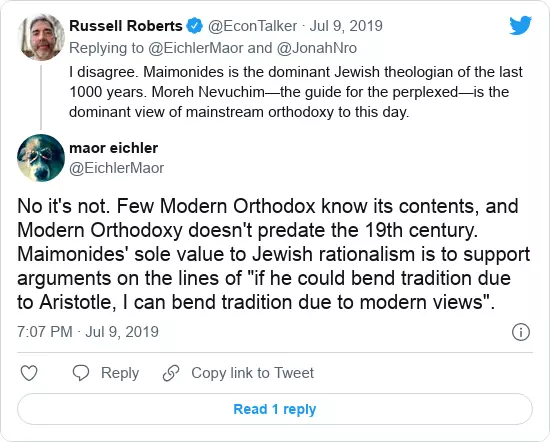 Russell Roberts @EconTalker · Jul 9, 2019
Replying to @EichlerMaor and @JonahNro
I disagree. Maimonides is the dominant Jewish theologian of the last
1000 years. Moreh Nevuchim—the guide for the perplexed—is the
dominant view of mainstream orthodoxy to this day.
maor eichler
@EichlerMaor
No it's not. Few Modern Orthodox know its contents, and
Modern Orthodoxy doesn't predate the 19th century.
Maimonides' sole value to Jewish rationalism is to support
arguments on the lines of "if he could bend tradition due
to Aristotle, I can bend tradition due to modern views".
7:07 PM · Jul 9, 2019
Reply Copy link to Tweet
Read 1 reply